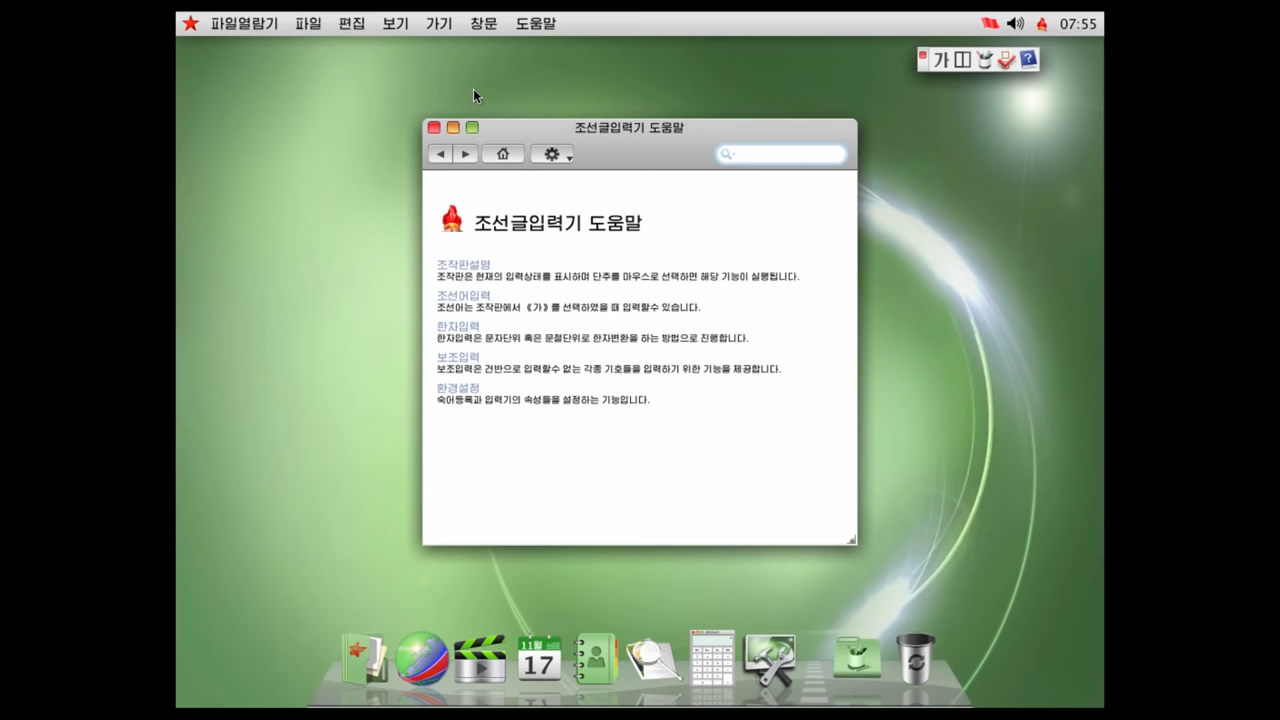 파일열람기 파일 편집 보기 가기 창문 도움말 07:55
가
조선글입력기 도움말
조선글입력기 도움말
조작판설명
조작판은 현재의 입력상태를 표시하며 단추를 마우스로 선택하면 해당 기능이 실행됩니다.
조선어입력
조선어는 조작판에서 《가》를 선택하였을 때 입력할수 있습니다.
한자입력
한자입력은 문자단위 혹은 문절단위로 한자변환을 하는 방법으로 진행합니다.
보조입력
보조입력은 건반으로 입력할수 없는 각종 기호들을 입력하기 위한 기능을 제공합니다.
환경설정
숙어등록과 입력기의 속성들을 설정하는 기능입니다.
11월
17